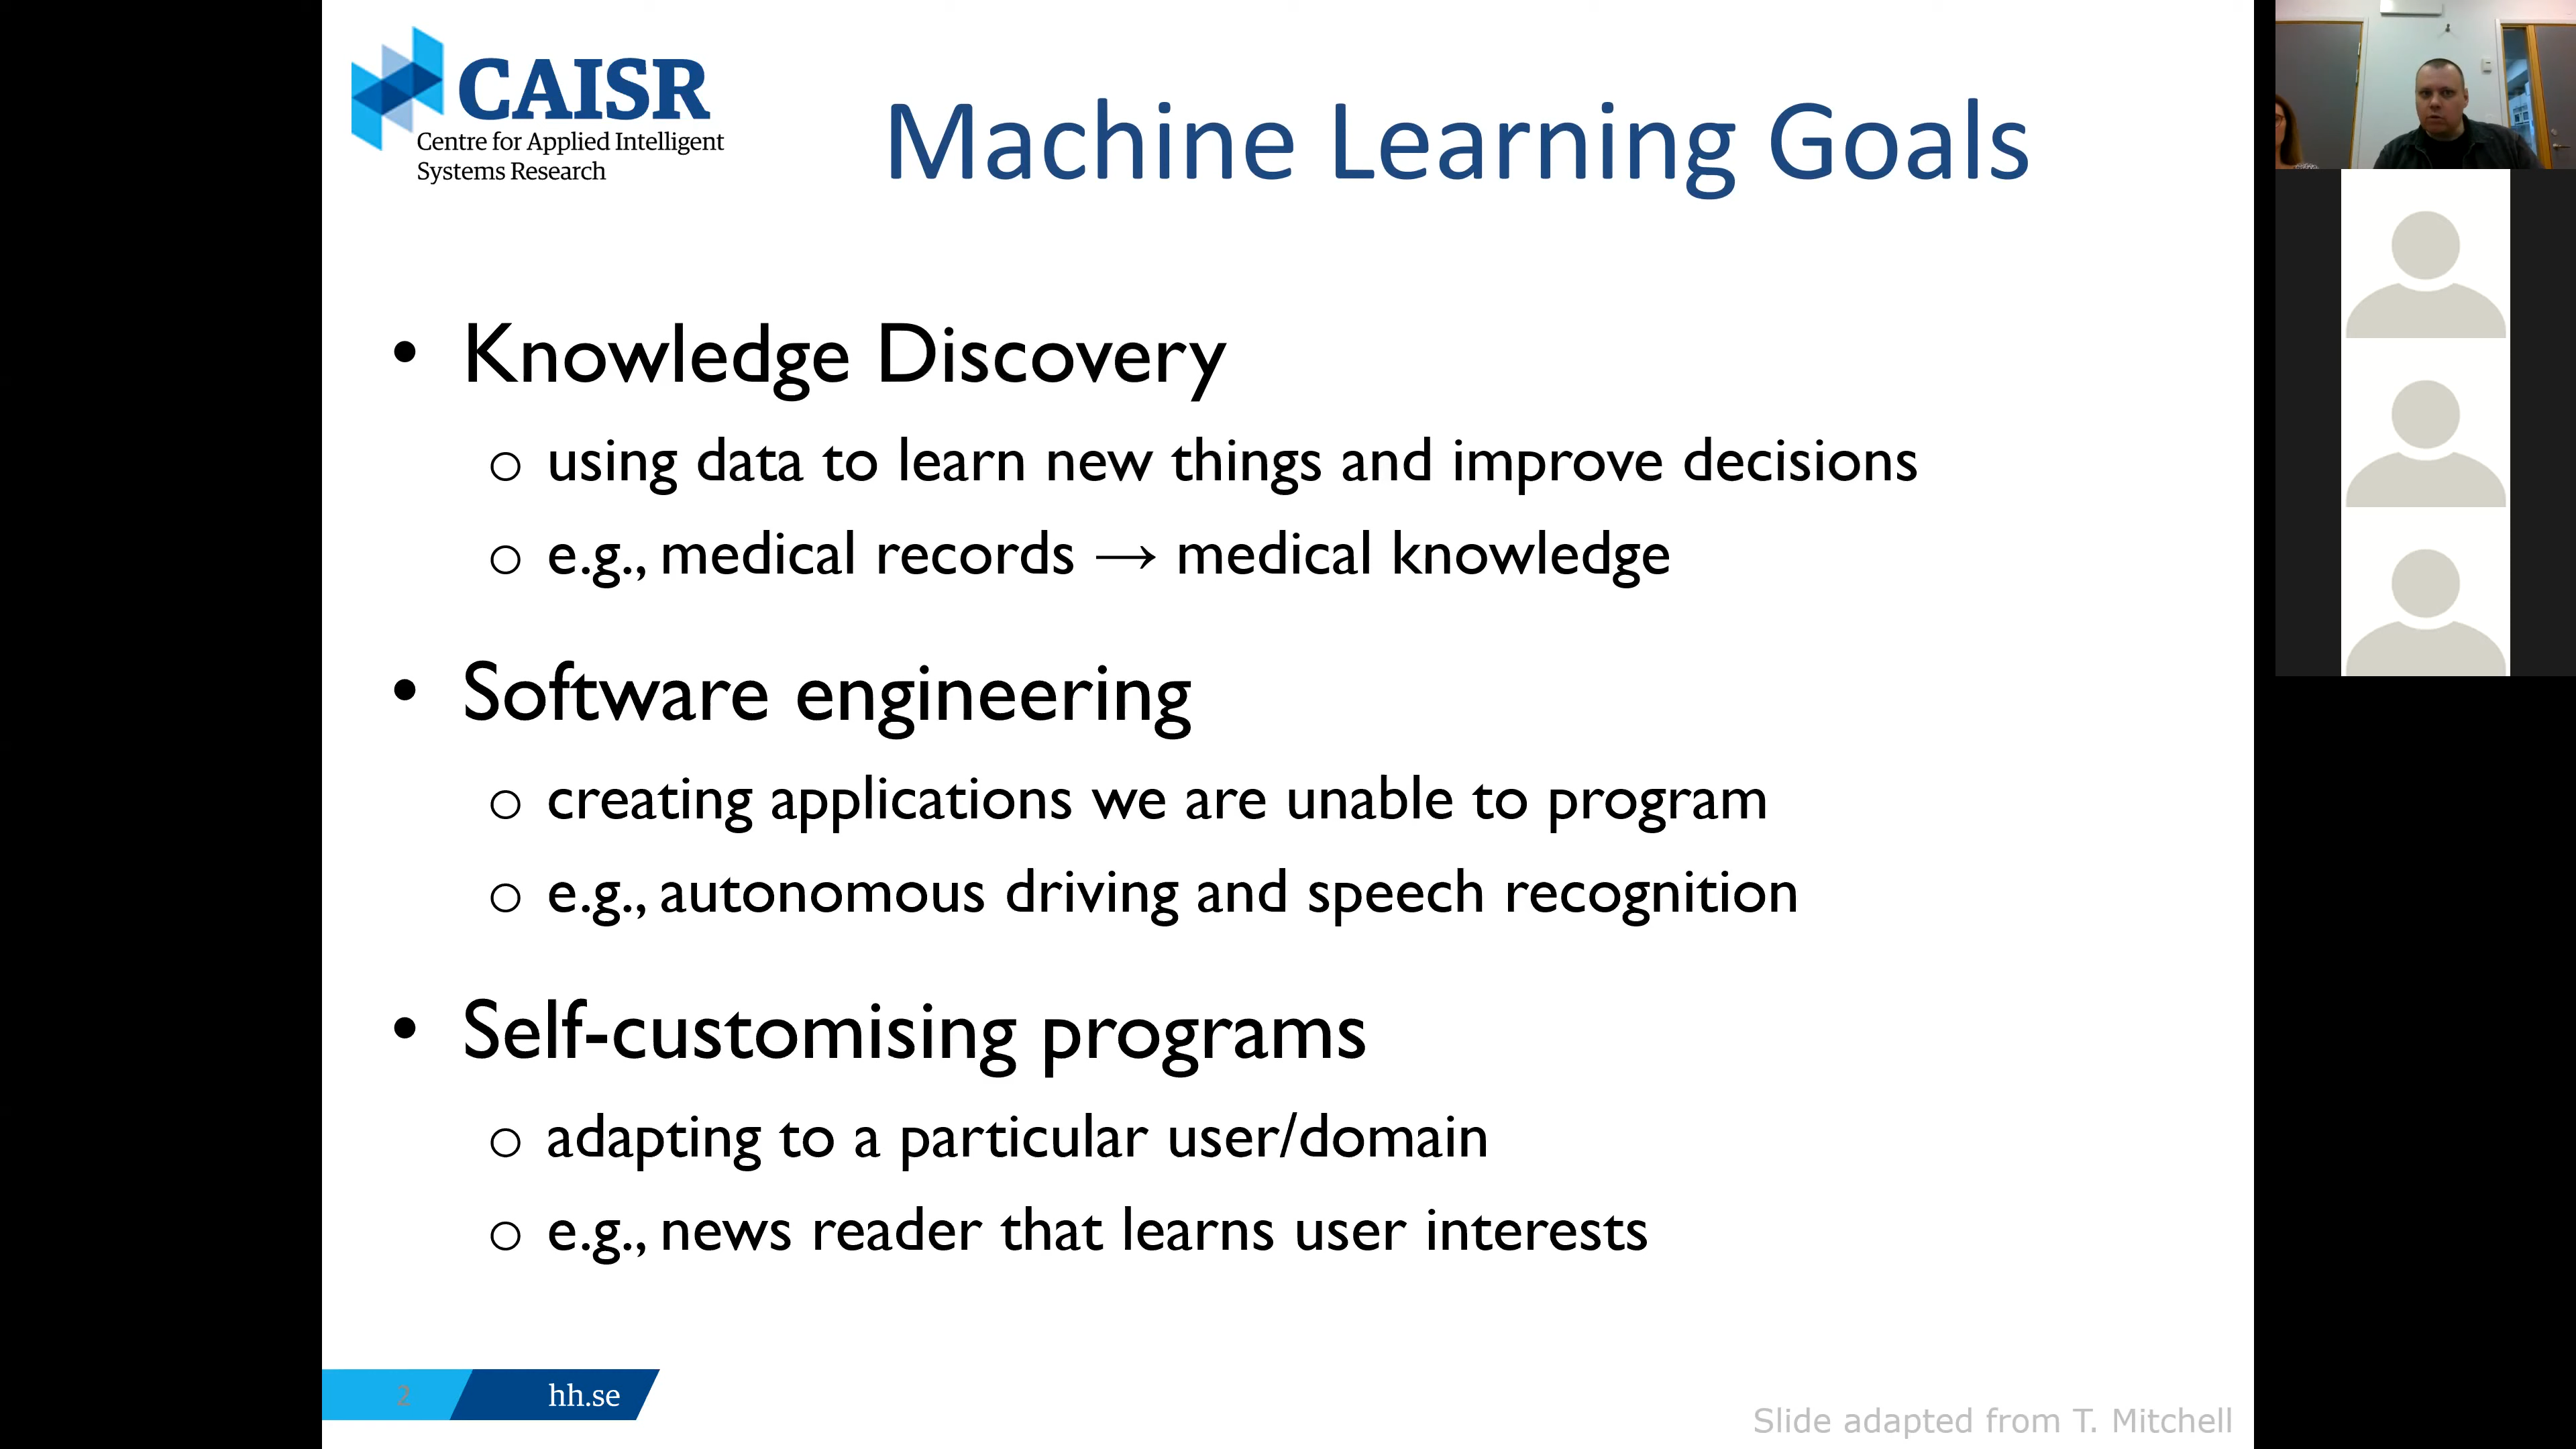 CAISR
Centre for Applied Intelligent
Systems Research
Machine Learning Goals
• Knowledge Discovery
o using data to learn new things and improve decisions
o e.g., medical records → medical knowledge
• Software engineering
o creating applications we are unable to program
o e.g., autonomous driving and speech recognition
• Self-customising programs
o adapting to a particular user/domain
o e.g., news reader that learns user interests
2
hh.se
Slide adapted from T. Mitchell